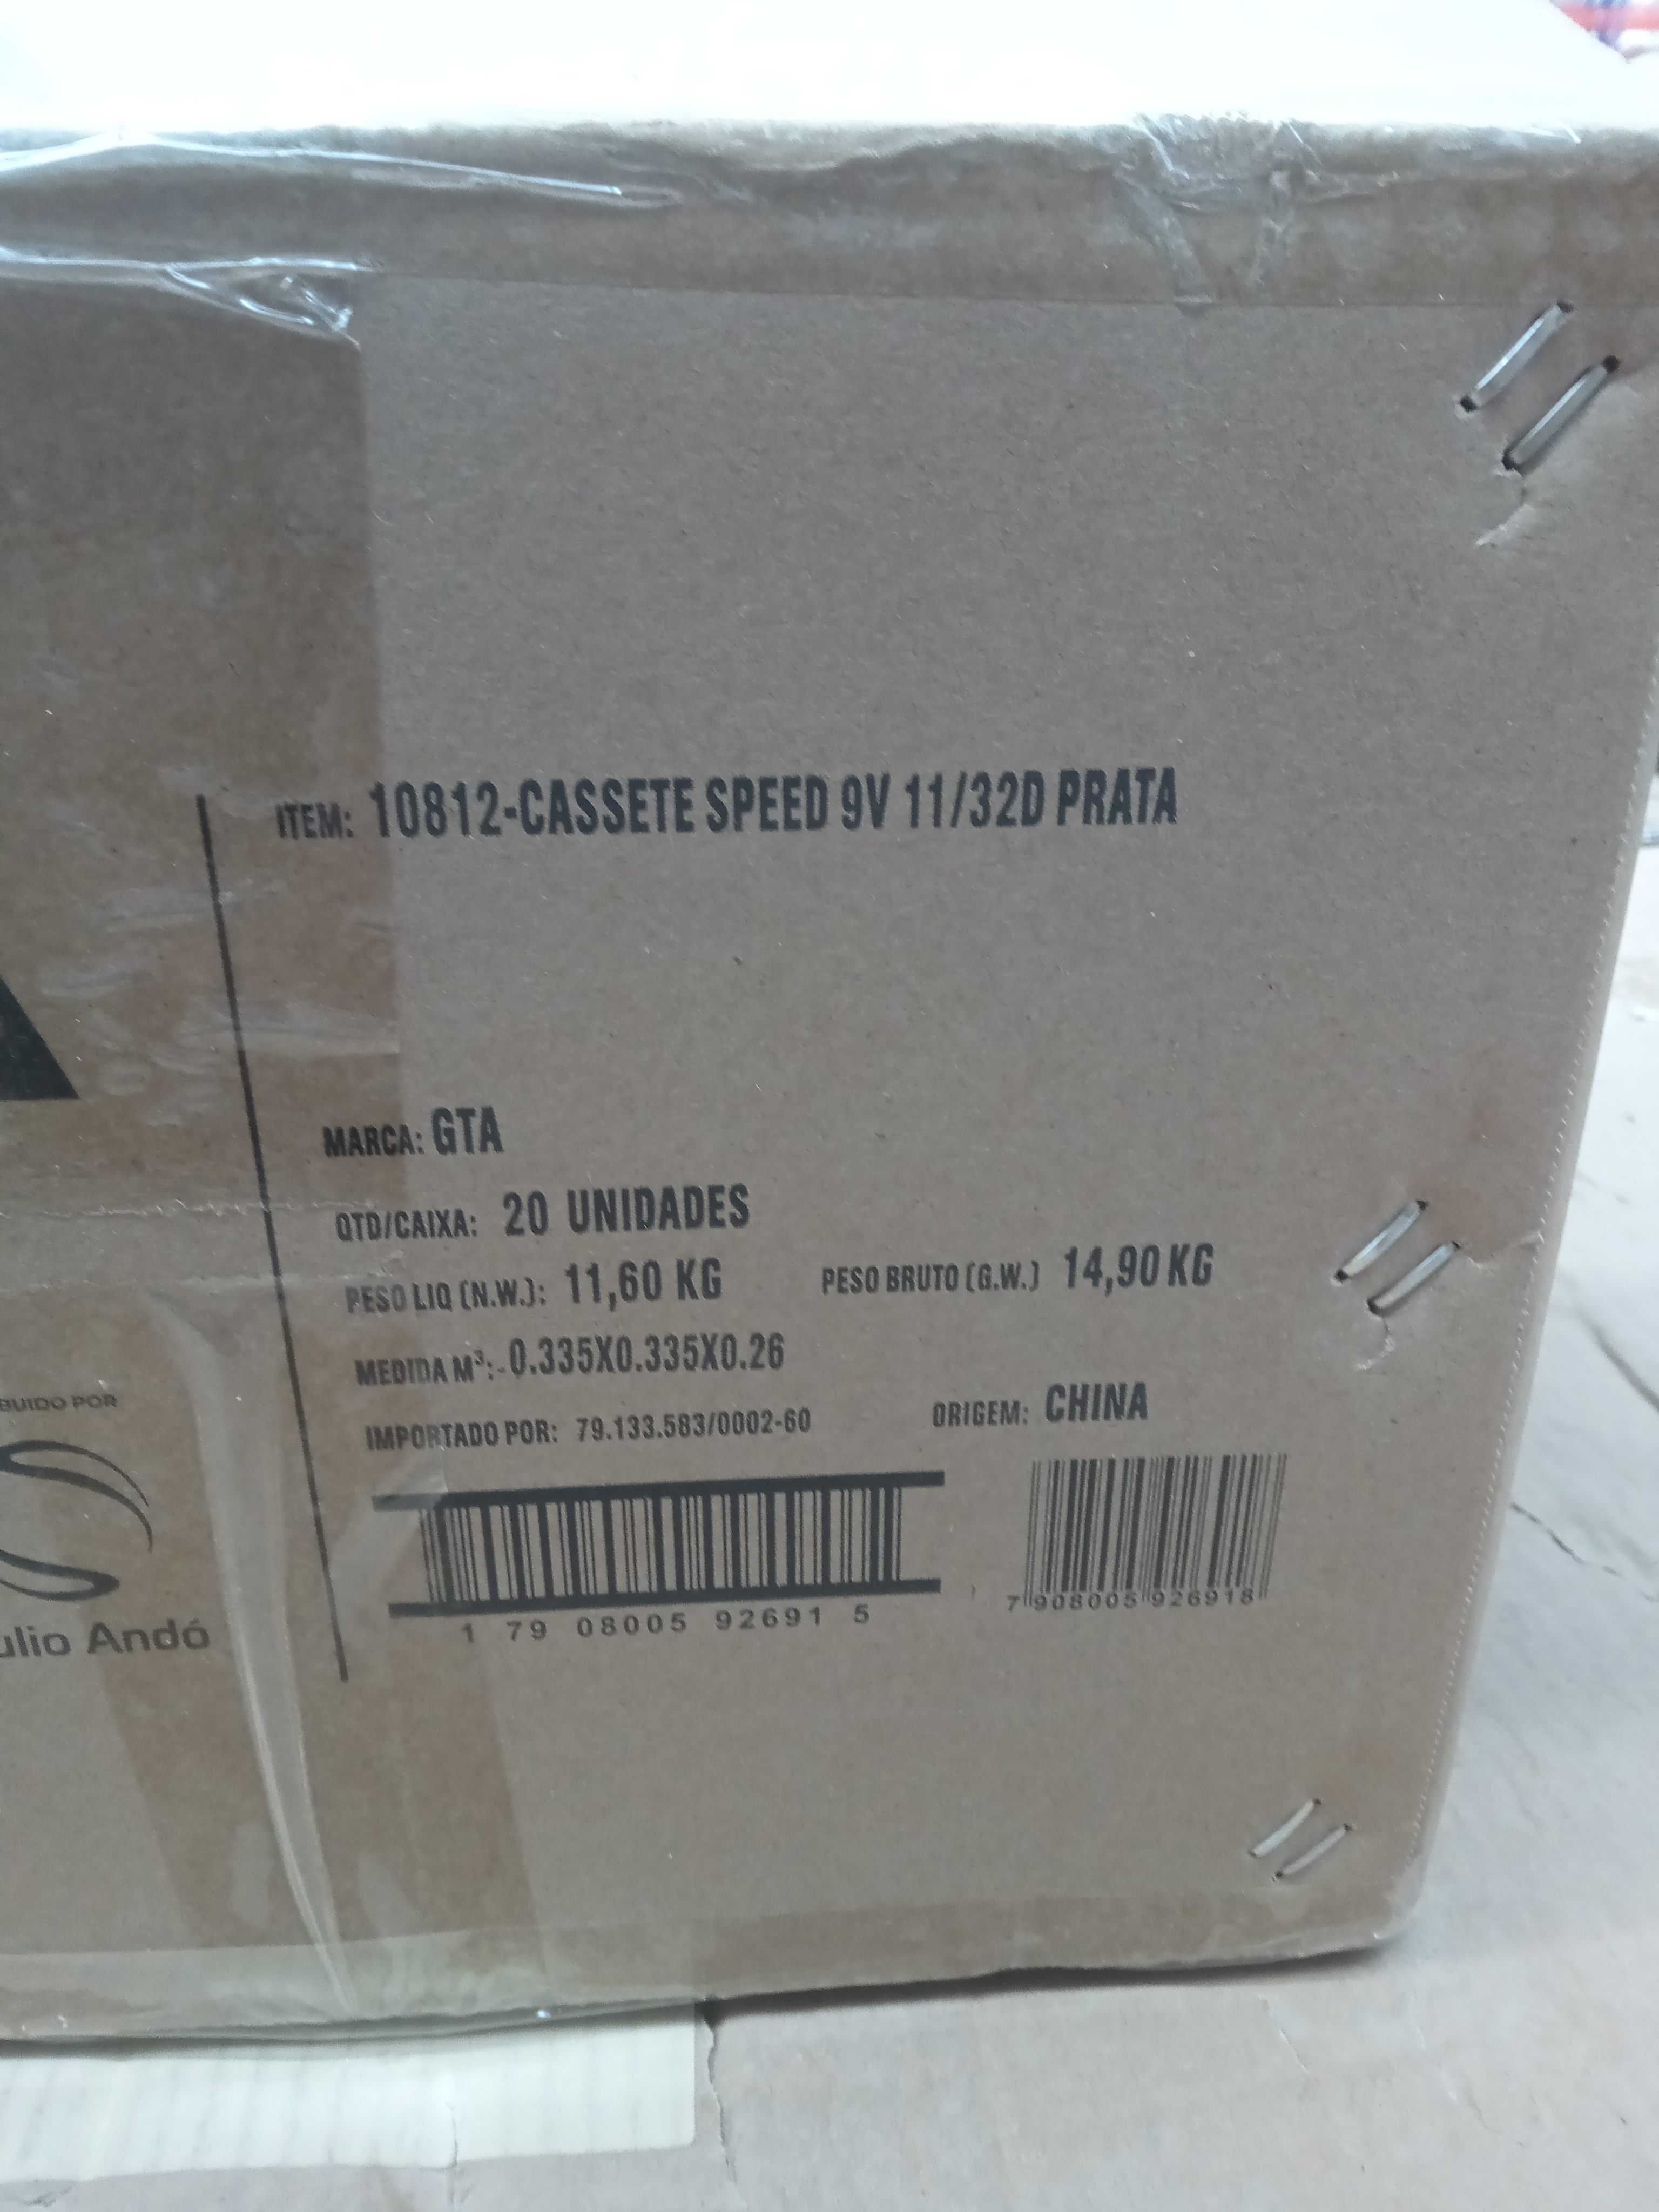 ITEM: 10812-CASSETE SPEED 9V 11/32D PRATA
MARCA: GTA
QTD/CAIXA: 20 UNIDADES
PESO LIQ (N.W.): 11,60 KG PESO BRUTO (G.W.) 14,90 KG
MEDIDA M³:- 0.335X0.335X0.26
IMPORTADO POR: 79.133.583/0002-60 ORIGEM: CHINA
1 79 08005 92691 5
7 908005 926918
BUIDO POR
ulio Andó